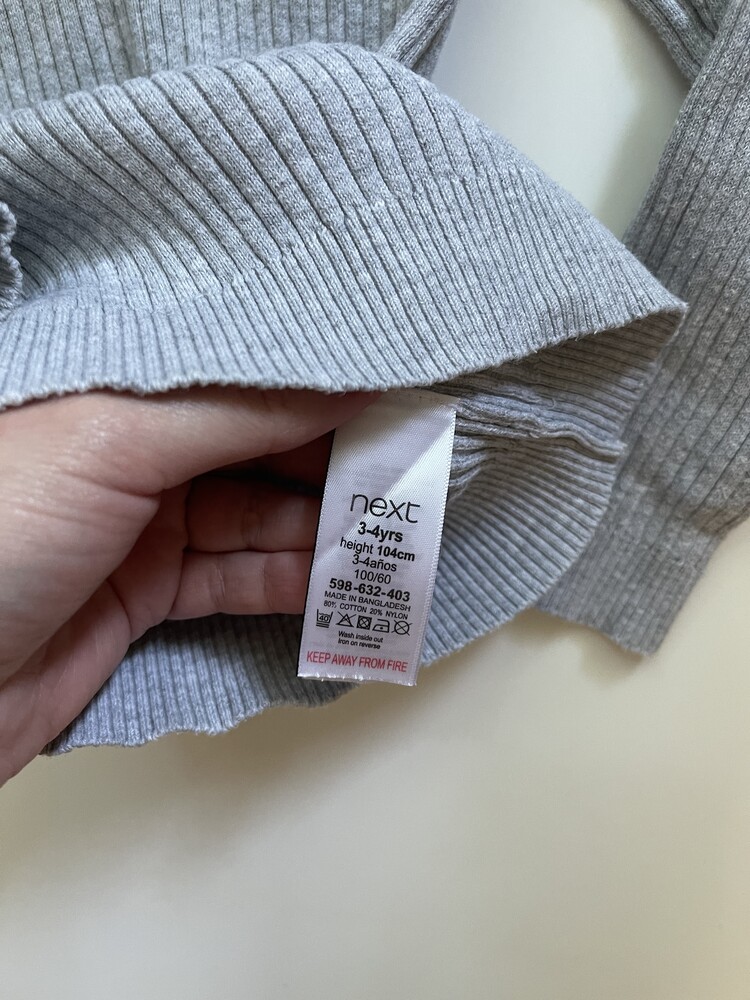 next
3-4yrs
height 104cm
3-4años
100/60
598-632-403
MADE IN BANGLADESH
80% COTTON 20% NYLON
40
Wash inside out
Iron on reverse
KEEP AWAY FROM FIRE